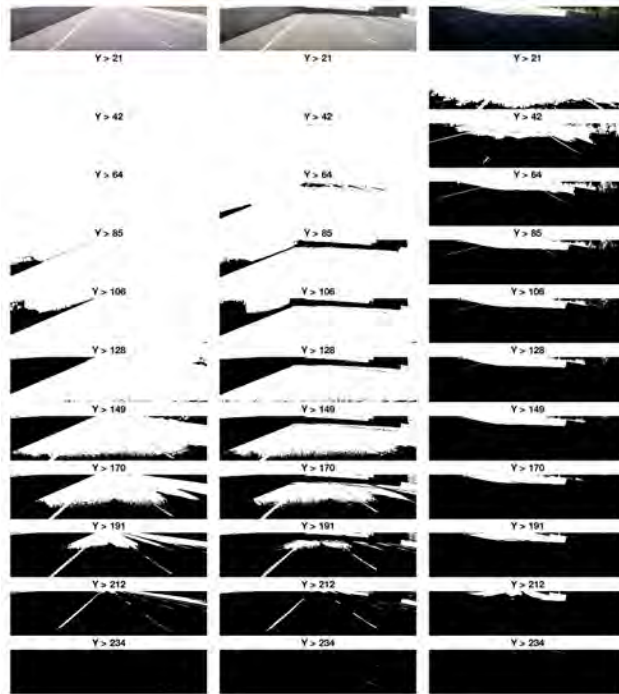 Y > 21 Y > 21 Y > 21
Y > 42 Y > 42 Y > 42
Y > 64 Y > 64 Y > 64
Y > 85 Y > 85 Y > 85
Y > 106 Y > 106 Y > 106
Y > 128 Y > 128 Y > 128
Y > 149 Y > 149 Y > 149
Y > 170 Y > 170 Y > 170
Y > 191 Y > 191 Y > 191
Y > 212 Y > 212 Y > 212
Y > 234 Y > 234 Y > 234